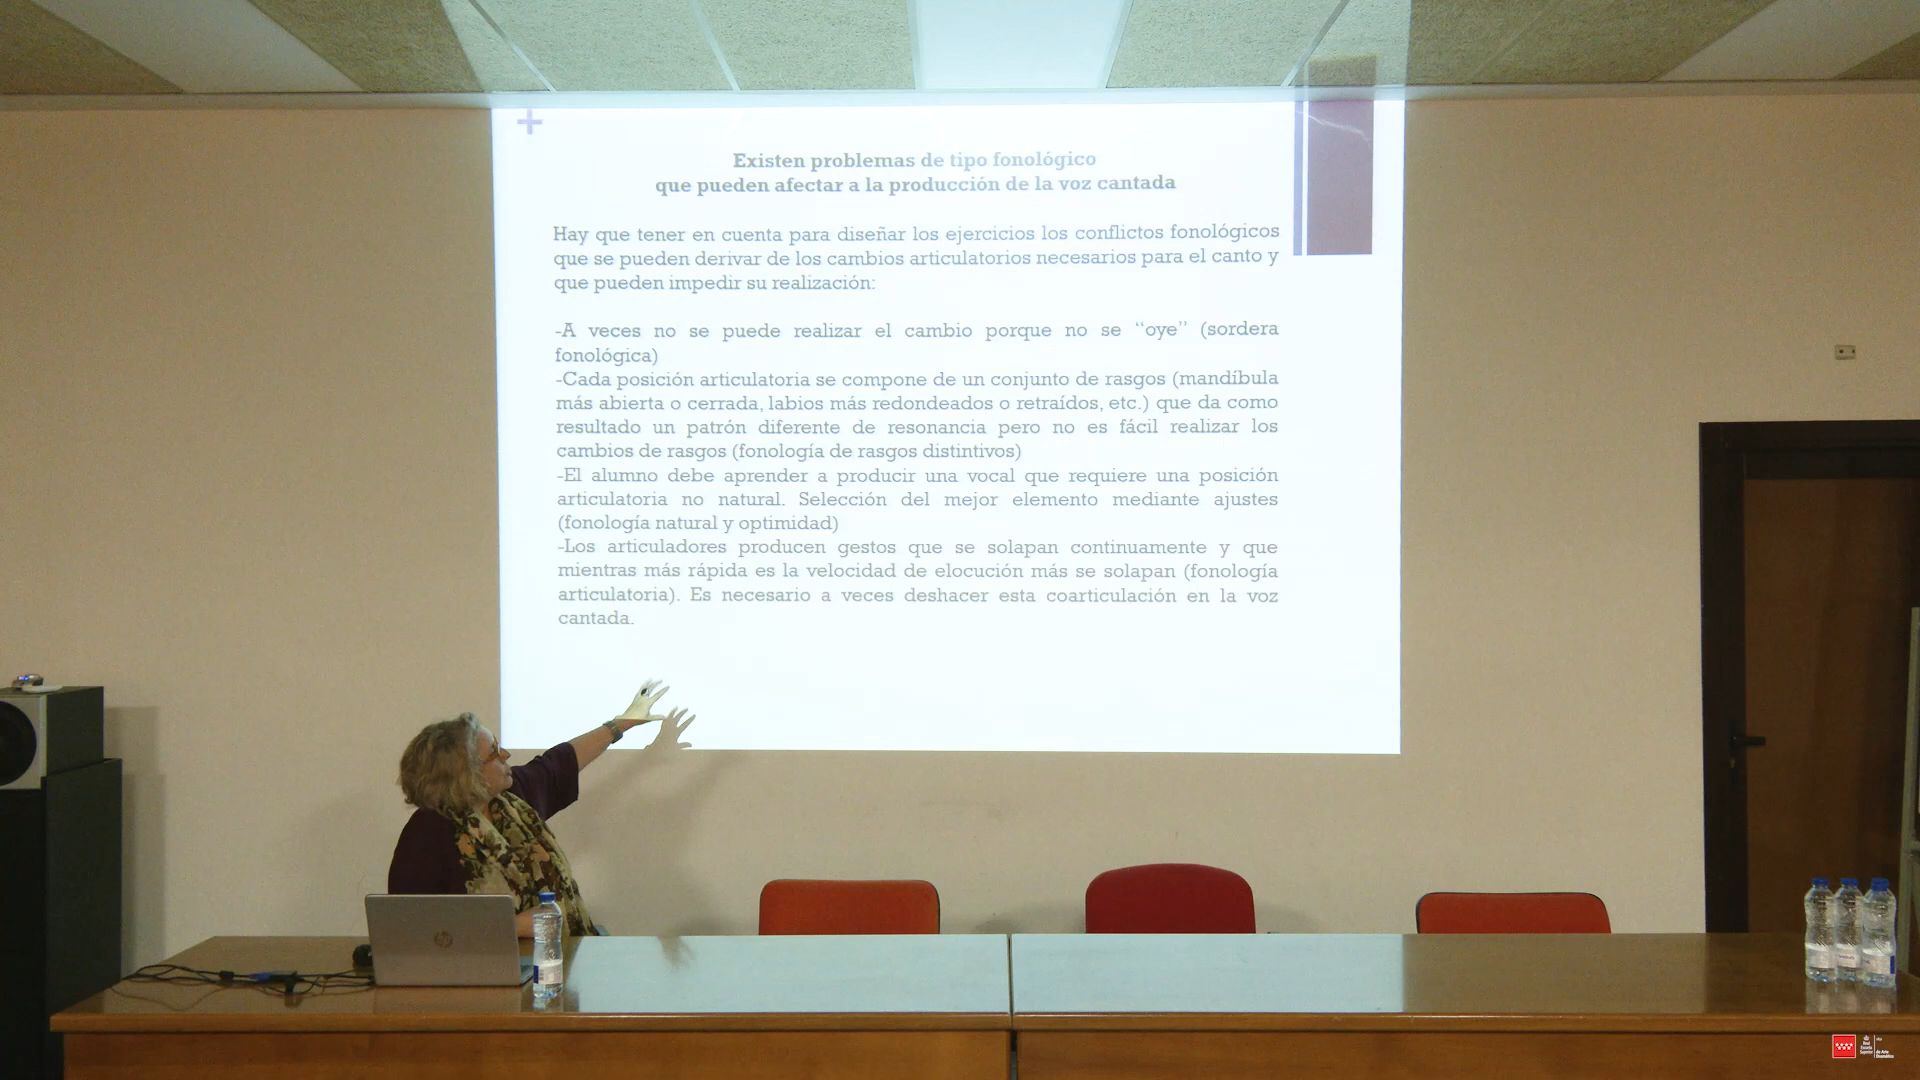 Existen problemas de tipo fonológico
que pueden afectar a la producción de la voz cantada
Hay que tener en cuenta para diseñar los ejercicios los conflictos fonológicos
que se pueden derivar de los cambios articulatorios necesarios para el canto y
que pueden impedir su realización:
-A veces no se puede realizar el cambio porque no se “oye” (sordera
fonológica)
-Cada posición articulatoria se compone de un conjunto de rasgos (mandíbula
más abierta o cerrada, labios más redondeados o retraídos, etc.) que da como
resultado un patrón diferente de resonancia pero no es fácil realizar los
cambios de rasgos (fonología de rasgos distintivos)
-El alumno debe aprender a producir una vocal que requiere una posición
articulatoria no natural. Selección del mejor elemento mediante ajustes
(fonología natural y optimidad)
-Los articuladores producen gestos que se solapan continuamente y que
mientras más rápida es la velocidad de elocución más se solapan (fonología
articulatoria). Es necesario a veces deshacer esta coarticulación en la voz
cantada.
hp
Real
Escuela
Superior
de Arte
Dramático